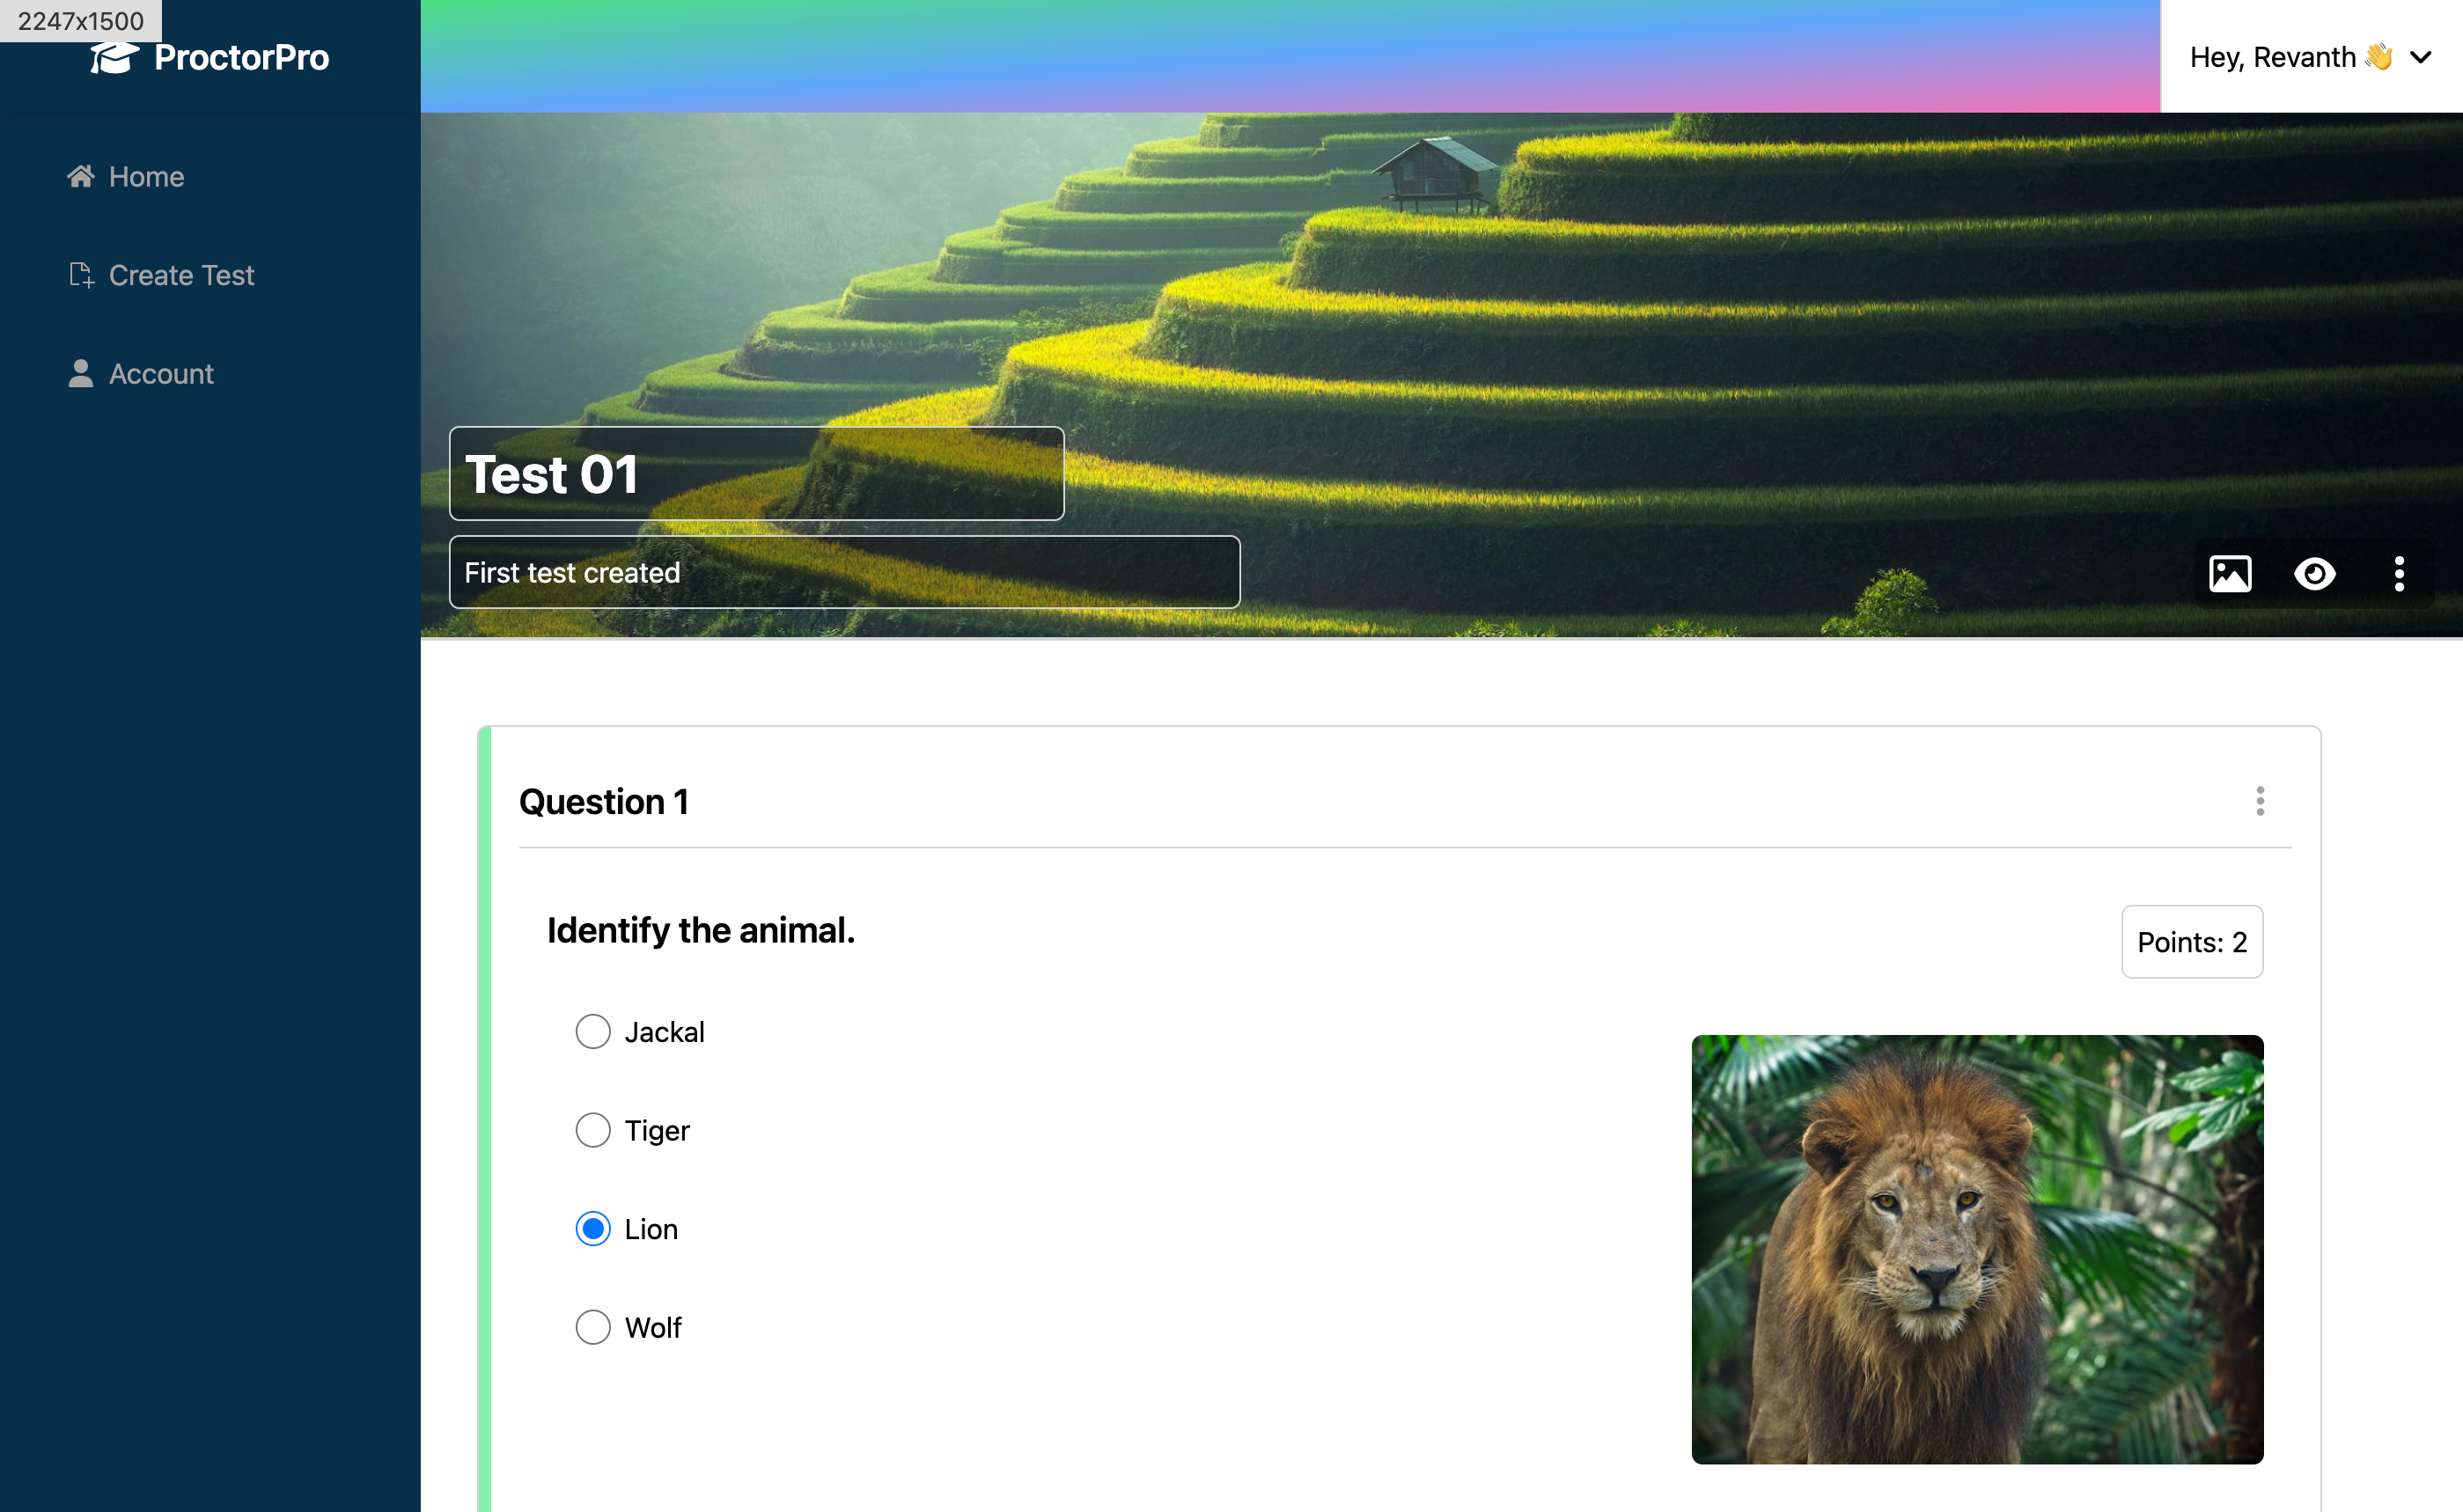 2247x1500
ProctorPro
Hey, Revanth 👋
Home
Create Test
Account
Test 01
First test created
Question 1
Identify the animal.
Points: 2
Jackal
Tiger
Lion
Wolf